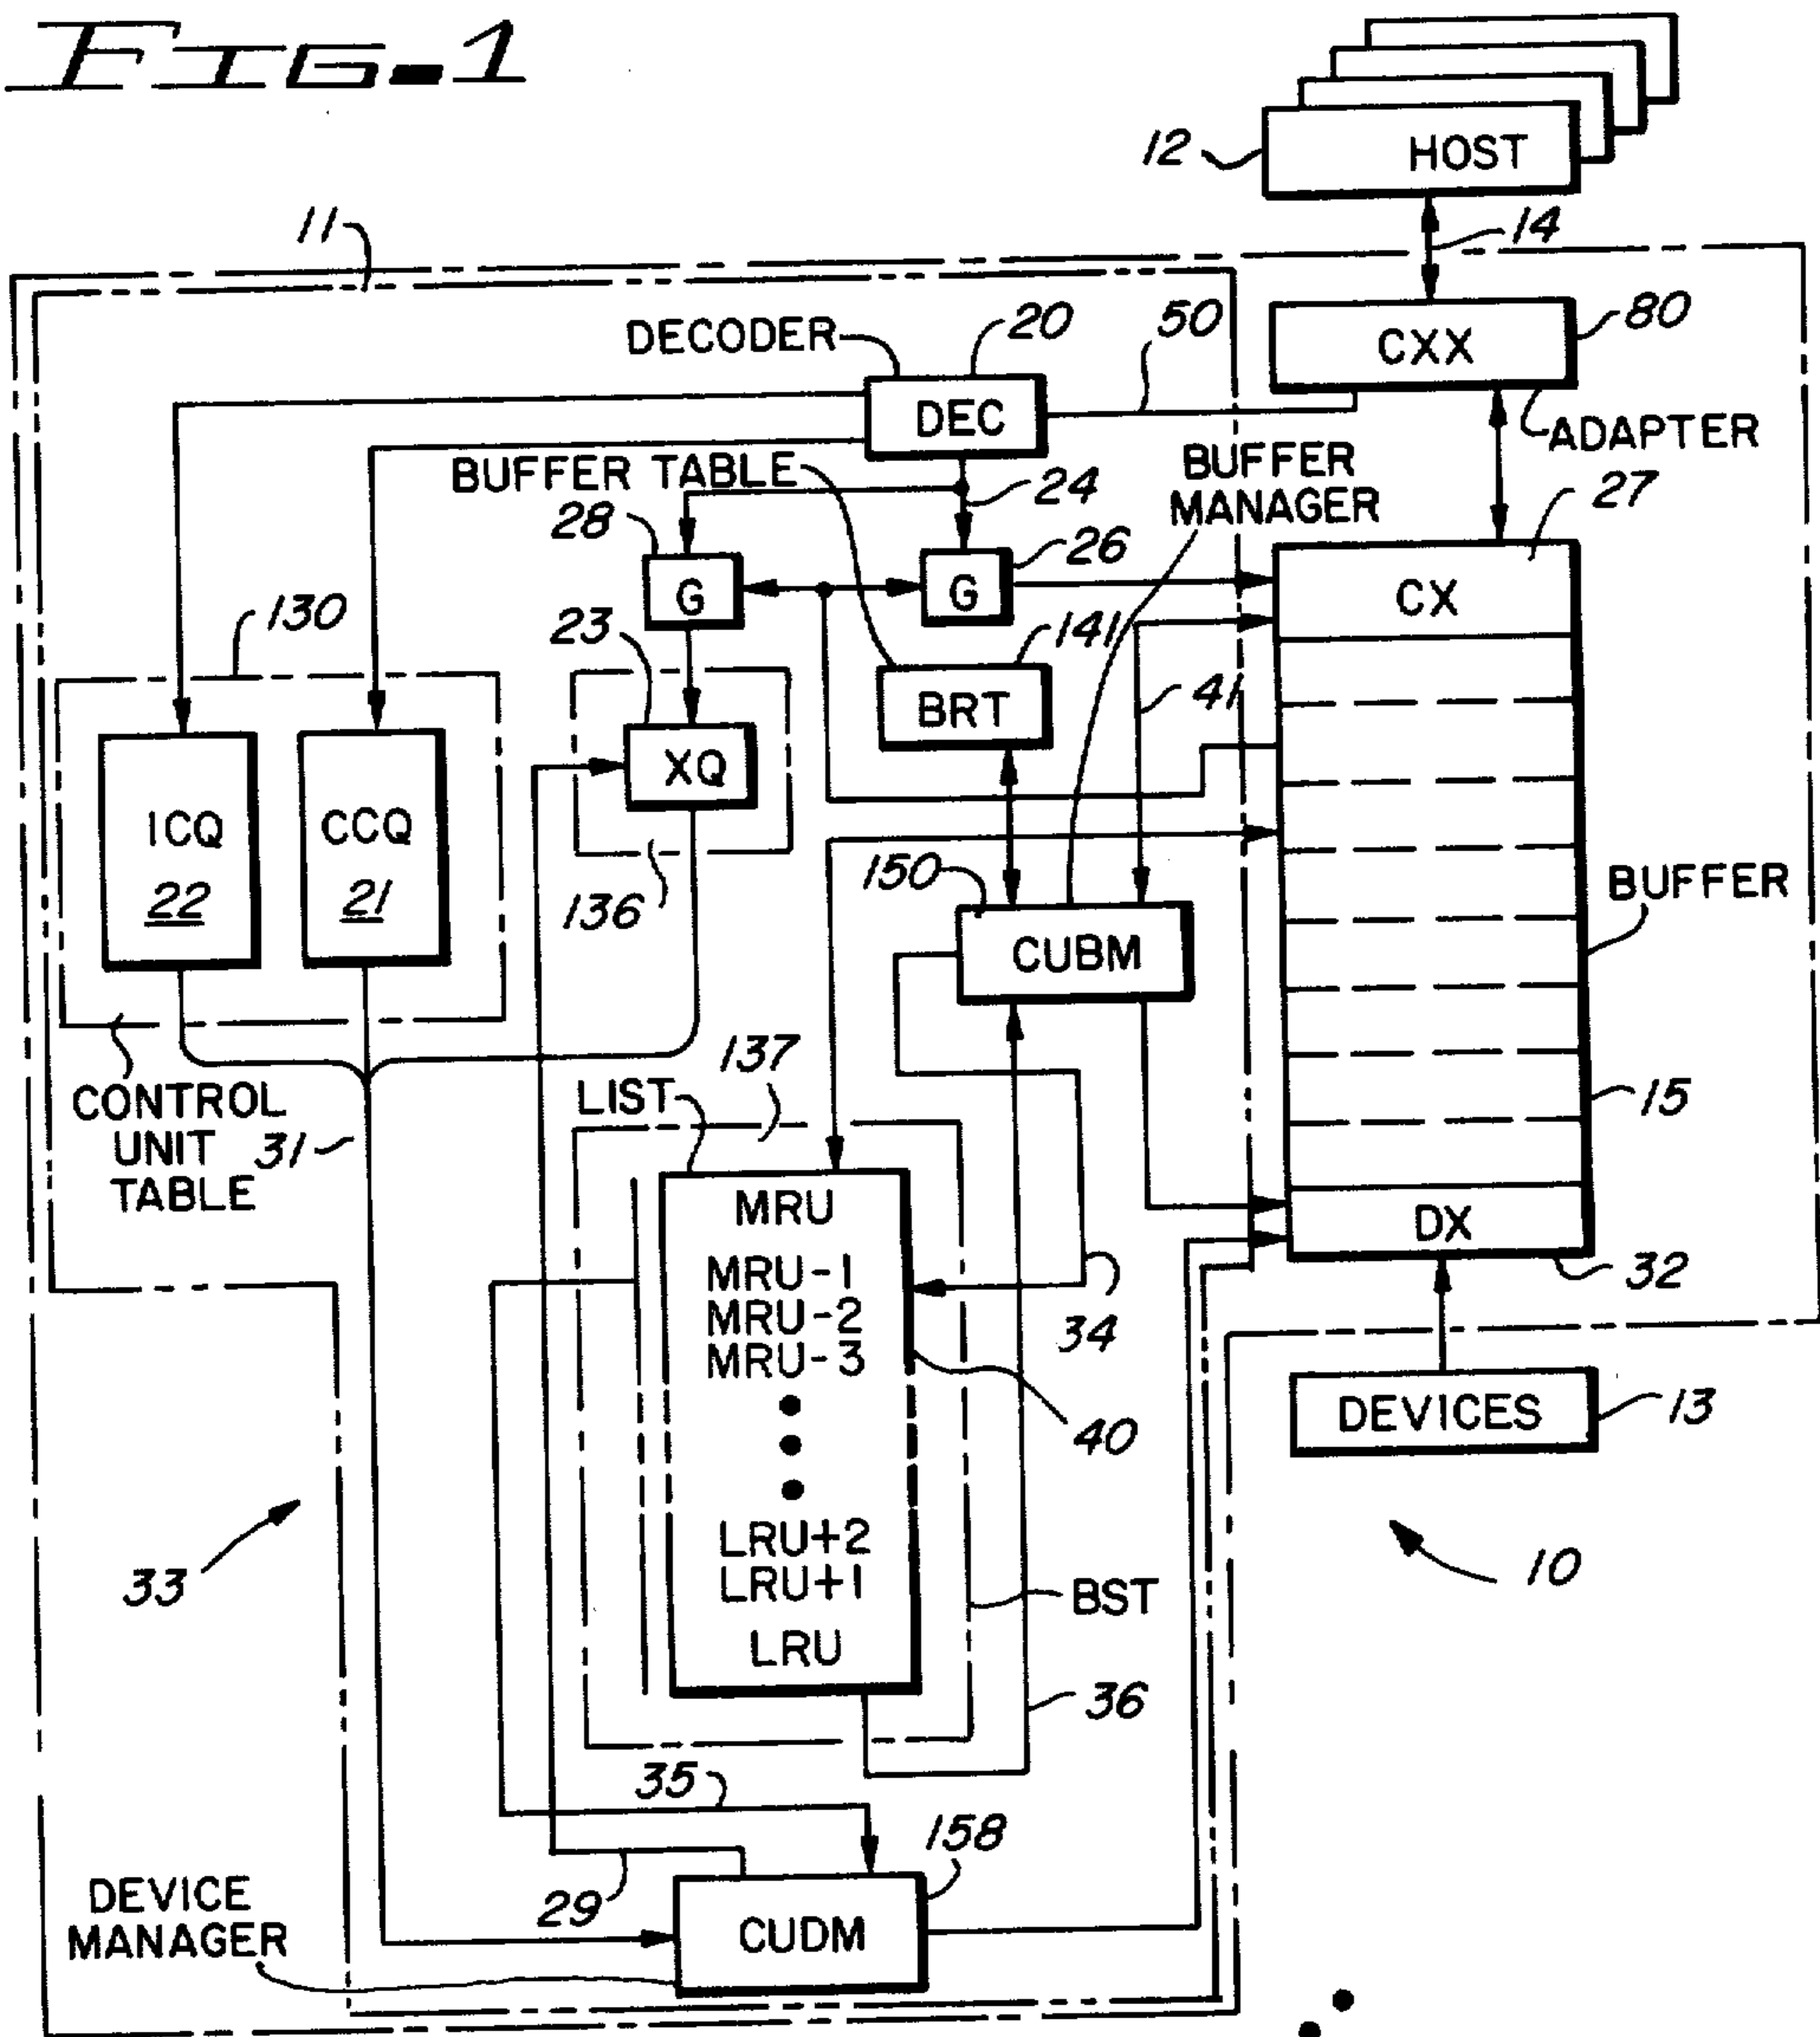 FIG-1
12
HOST
11
14
DECODER
20
50
80
CXX
DEC
ADAPTER
BUFFER TABLE
24
BUFFER
MANAGER
27
28
26
G
G
CX
130
23
141
41
BRT
XQ
ICQ
22
CCQ
21
136
150
CUBM
BUFFER
137
LIST
CONTROL
UNIT
TABLE
31
15
MRU
DX
MRU-1
MRU-2
MRU-3
34
32
40
DEVICES
13
LRU+2
LRU+1
33
10
BST
LRU
36
35
158
DEVICE
MANAGER
29
CUDM